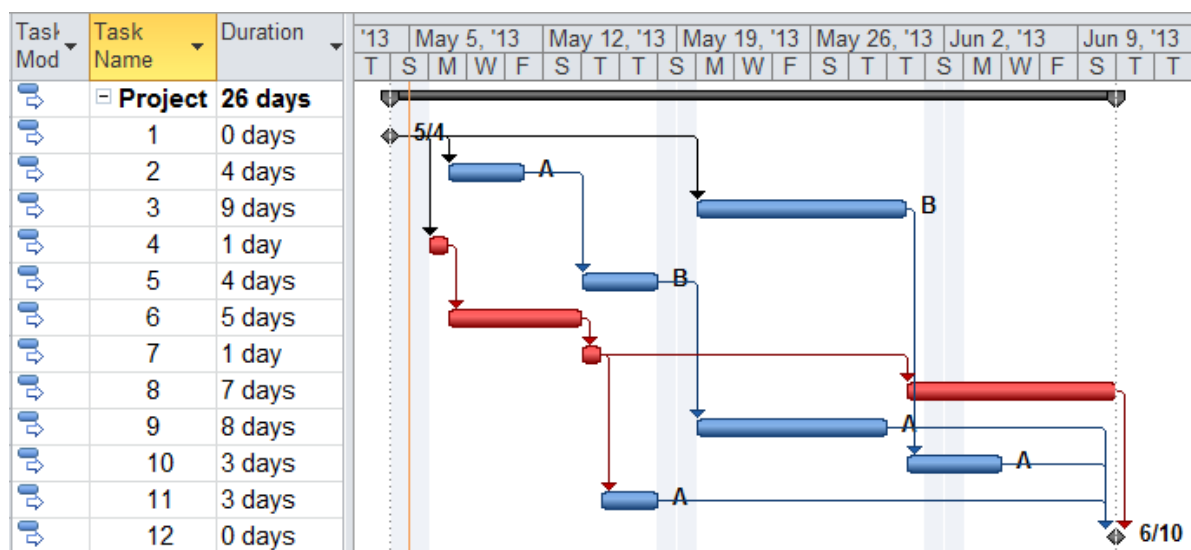 Task Mod Task Name Duration '13 May 5, '13 May 12, '13 May 19, '13 May 26, '13 Jun 2, '13 Jun 9, '13
T S M W F S T T S M W F S T T S M W F S T T
Project 26 days
1 0 days 5/4
2 4 days A
3 9 days B
4 1 day
5 4 days B
6 5 days
7 1 day
8 7 days
9 8 days A
10 3 days A
11 3 days A
12 0 days 6/10